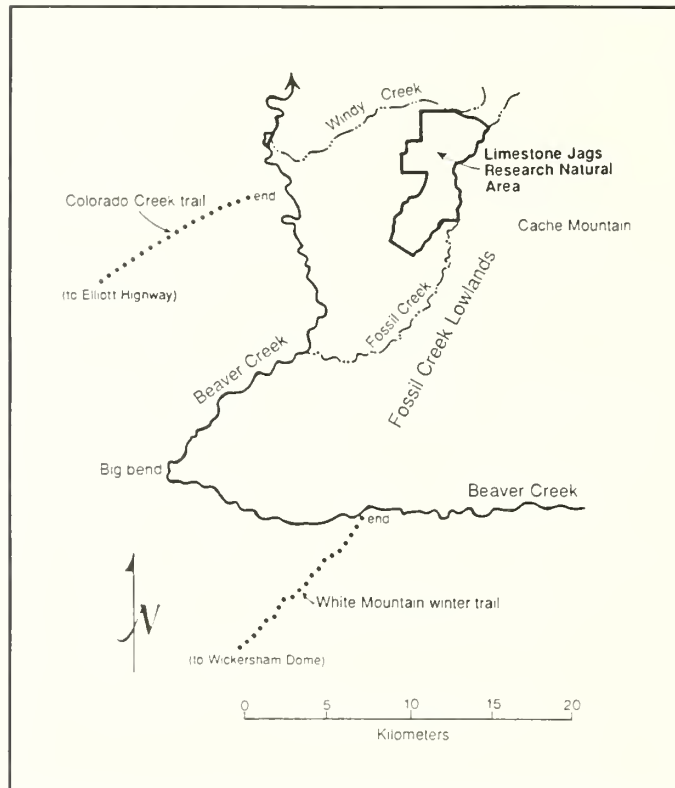 Windy Creek
Limestone Jags
Research Natural
Area
Colorado Creek trail
end
Cache Mountain
(to Elliott Highway)
Fossil Creek
Fossil Creek Lowlands
Beaver Creek
Big bend
Beaver Creek
end
N
White Mountain winter trail
(to Wickersham Dome)
0 5 10 15 20
Kilometers